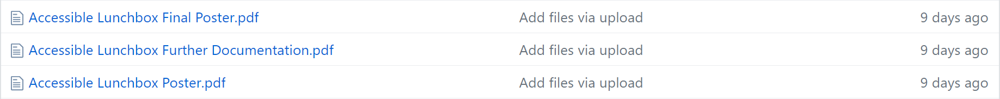 Accessible Lunchbox Final Poster.pdf Add files via upload 9 days ago
Accessible Lunchbox Further Documentation.pdf Add files via upload 9 days ago
Accessible Lunchbox Poster.pdf Add files via upload 9 days ago